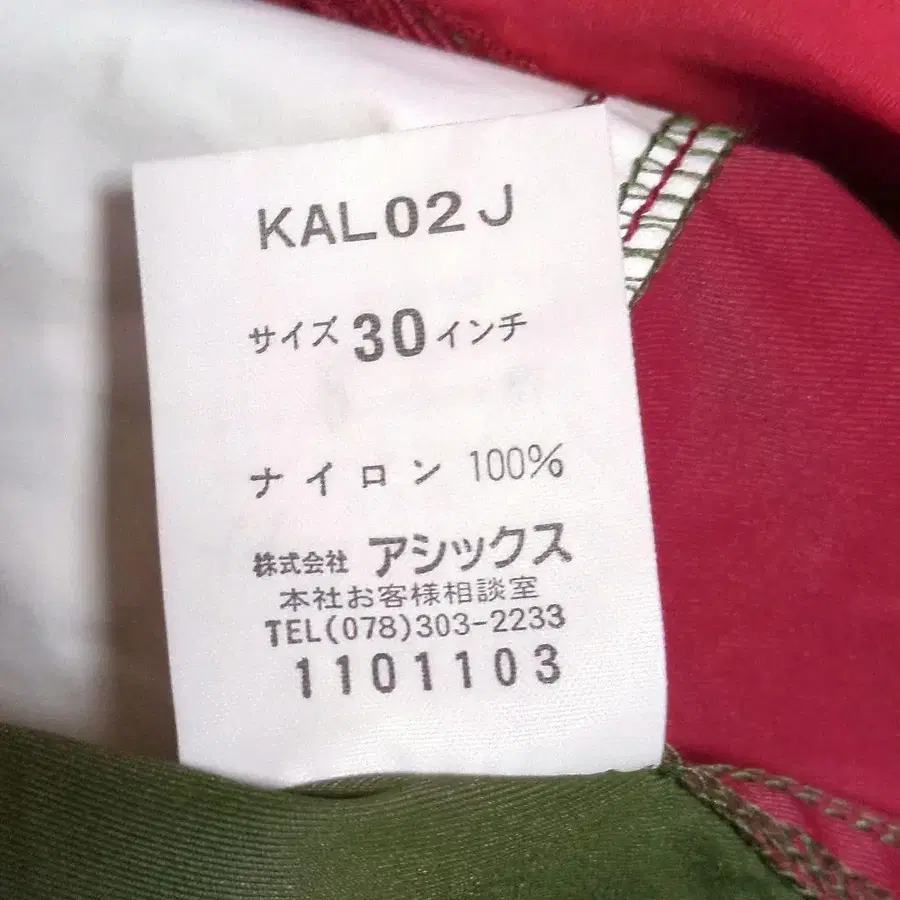 KAL02J
サイズ 30 インチ
ナイロン 100%
株式会社 アシックス
本社お客様相談室
TEL(078)303-2233
1101103